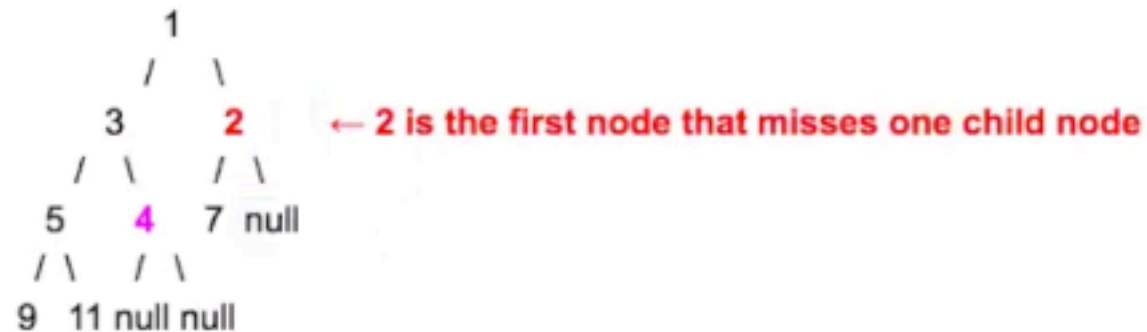 1
/ \
3 2 ← 2 is the first node that misses one child node
/ \ / \
5 4 7 null
/ \ / \
9 11 null null